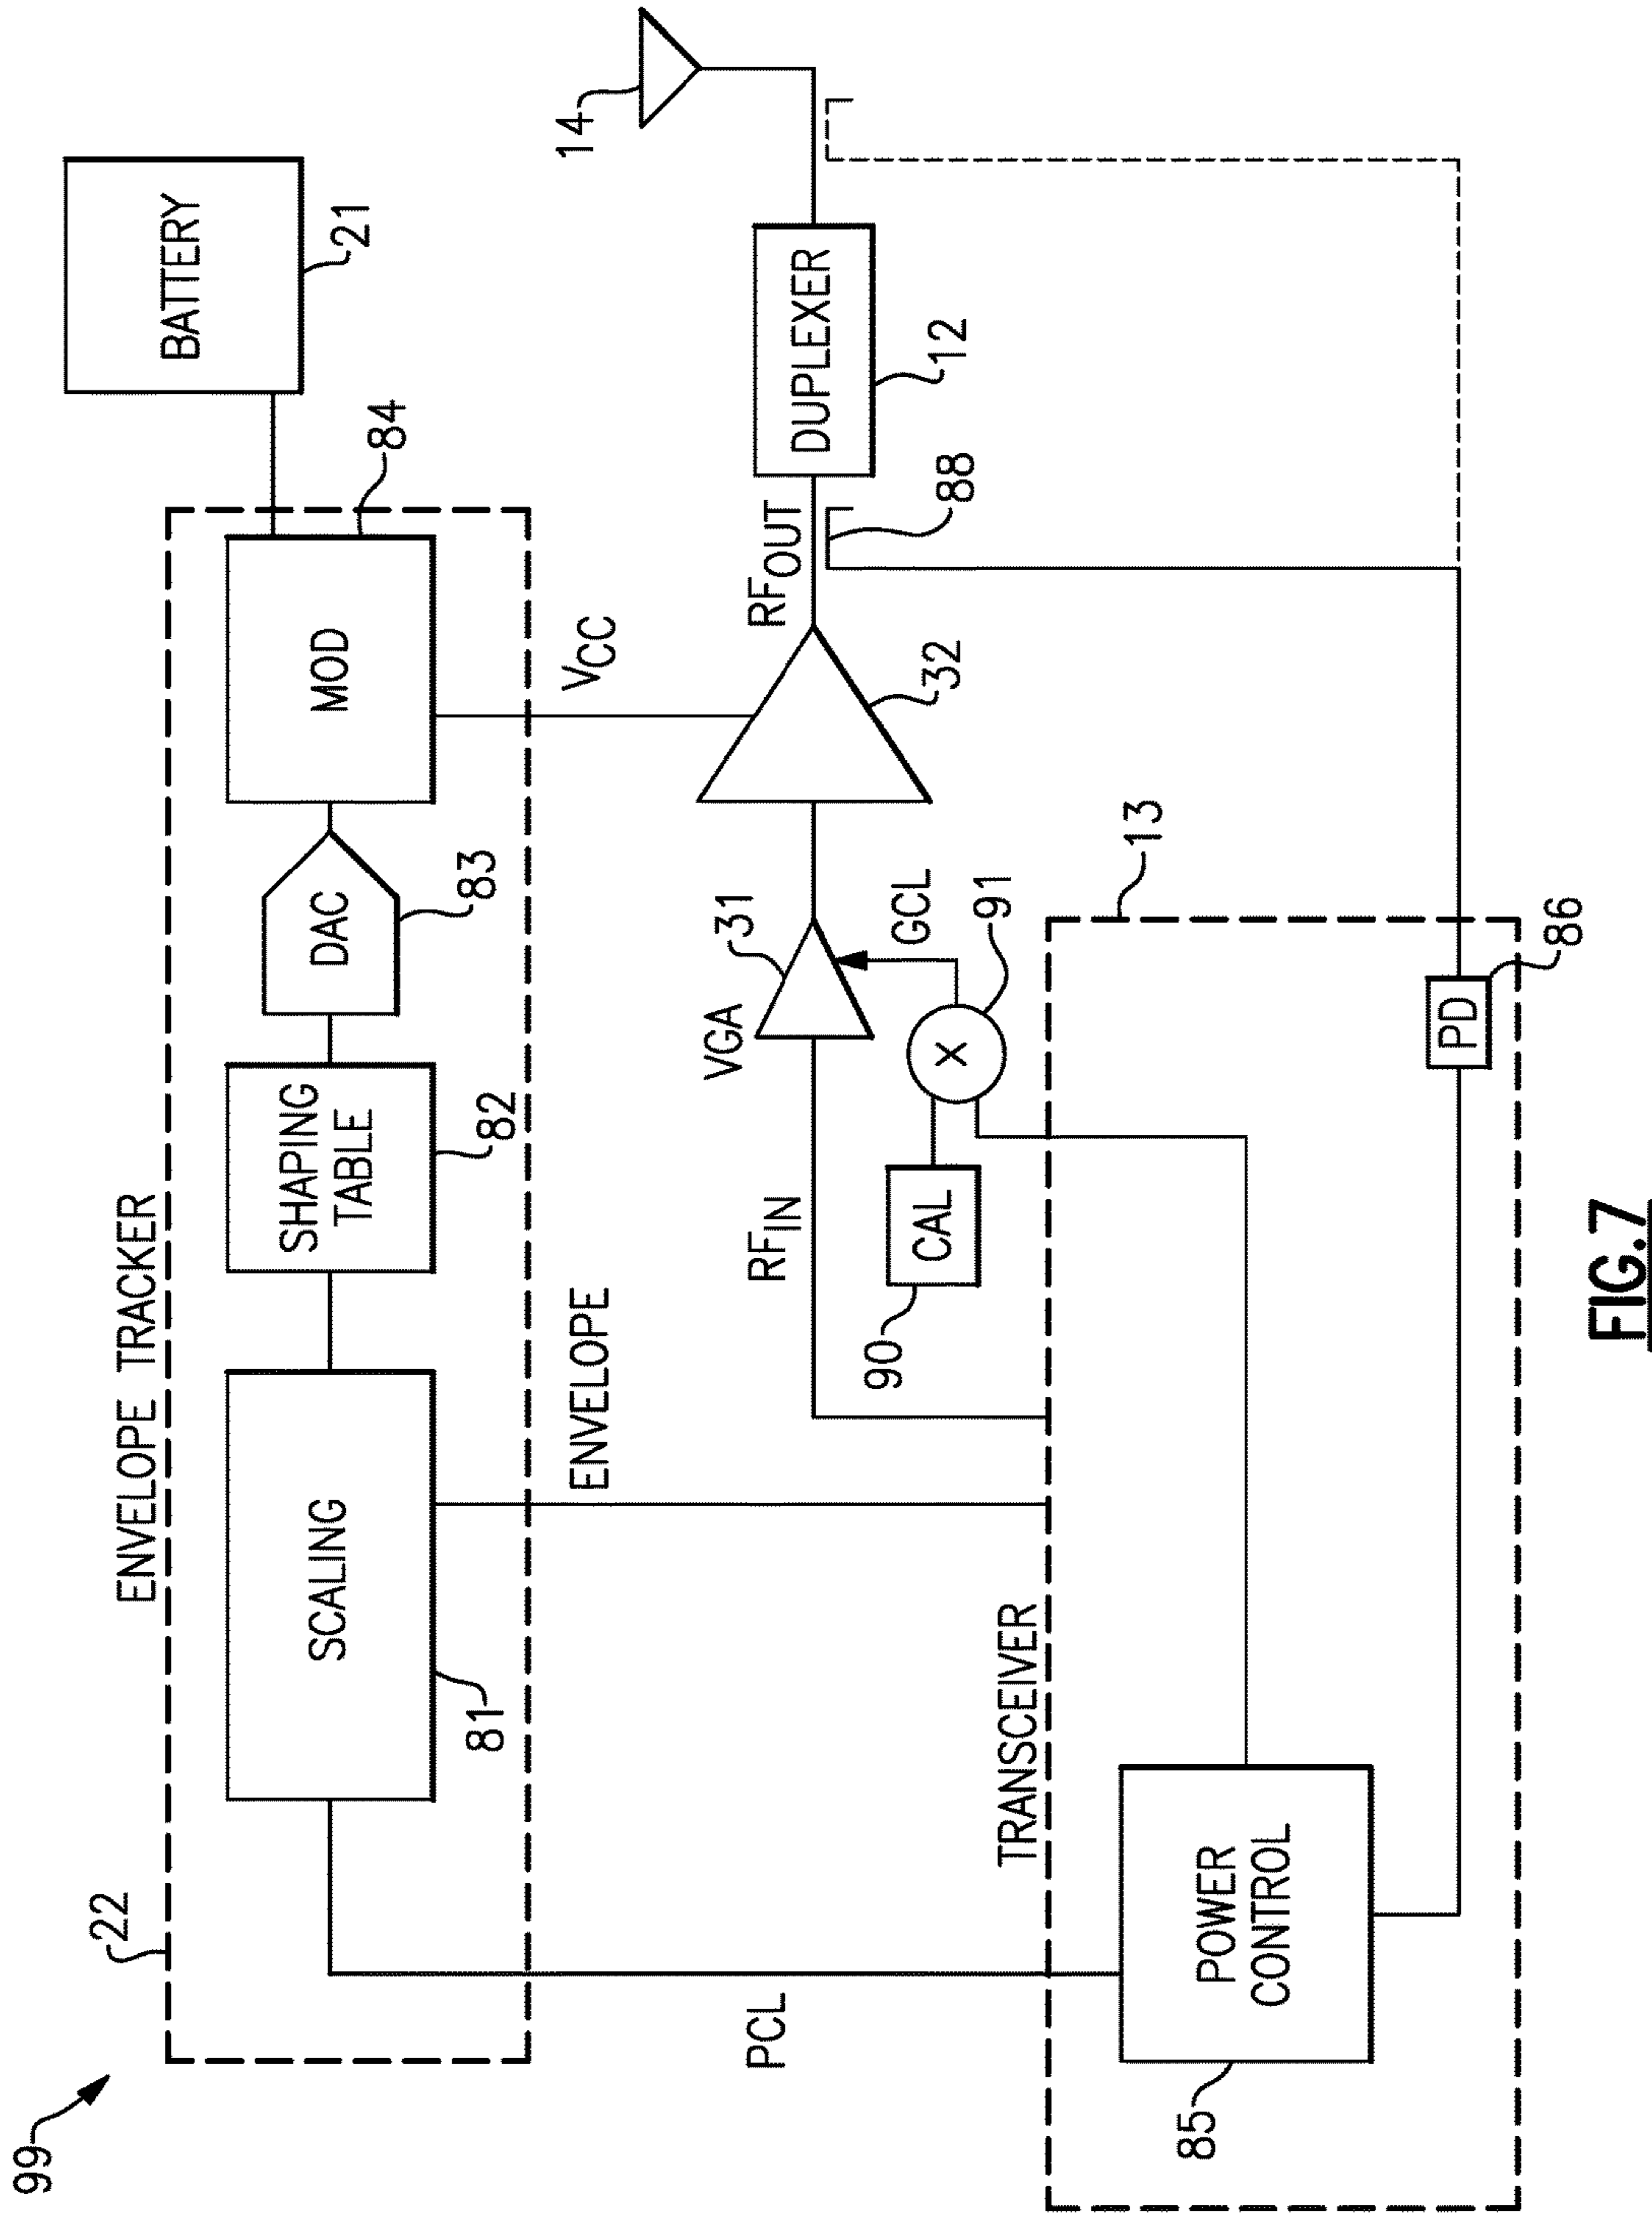 99
22
ENVELOPE TRACKER
BATTERY
21
SCALING
81
SHAPING
TABLE
82
DAC
83
MOD
84
ENVELOPE
VCC
14
PCL
RFIN
VGA
31
RFOUT
DUPLEXER
12
32
88
90
CAL
X
91
GCL
TRANSCEIVER
13
POWER
CONTROL
85
PD
86
FIG.7